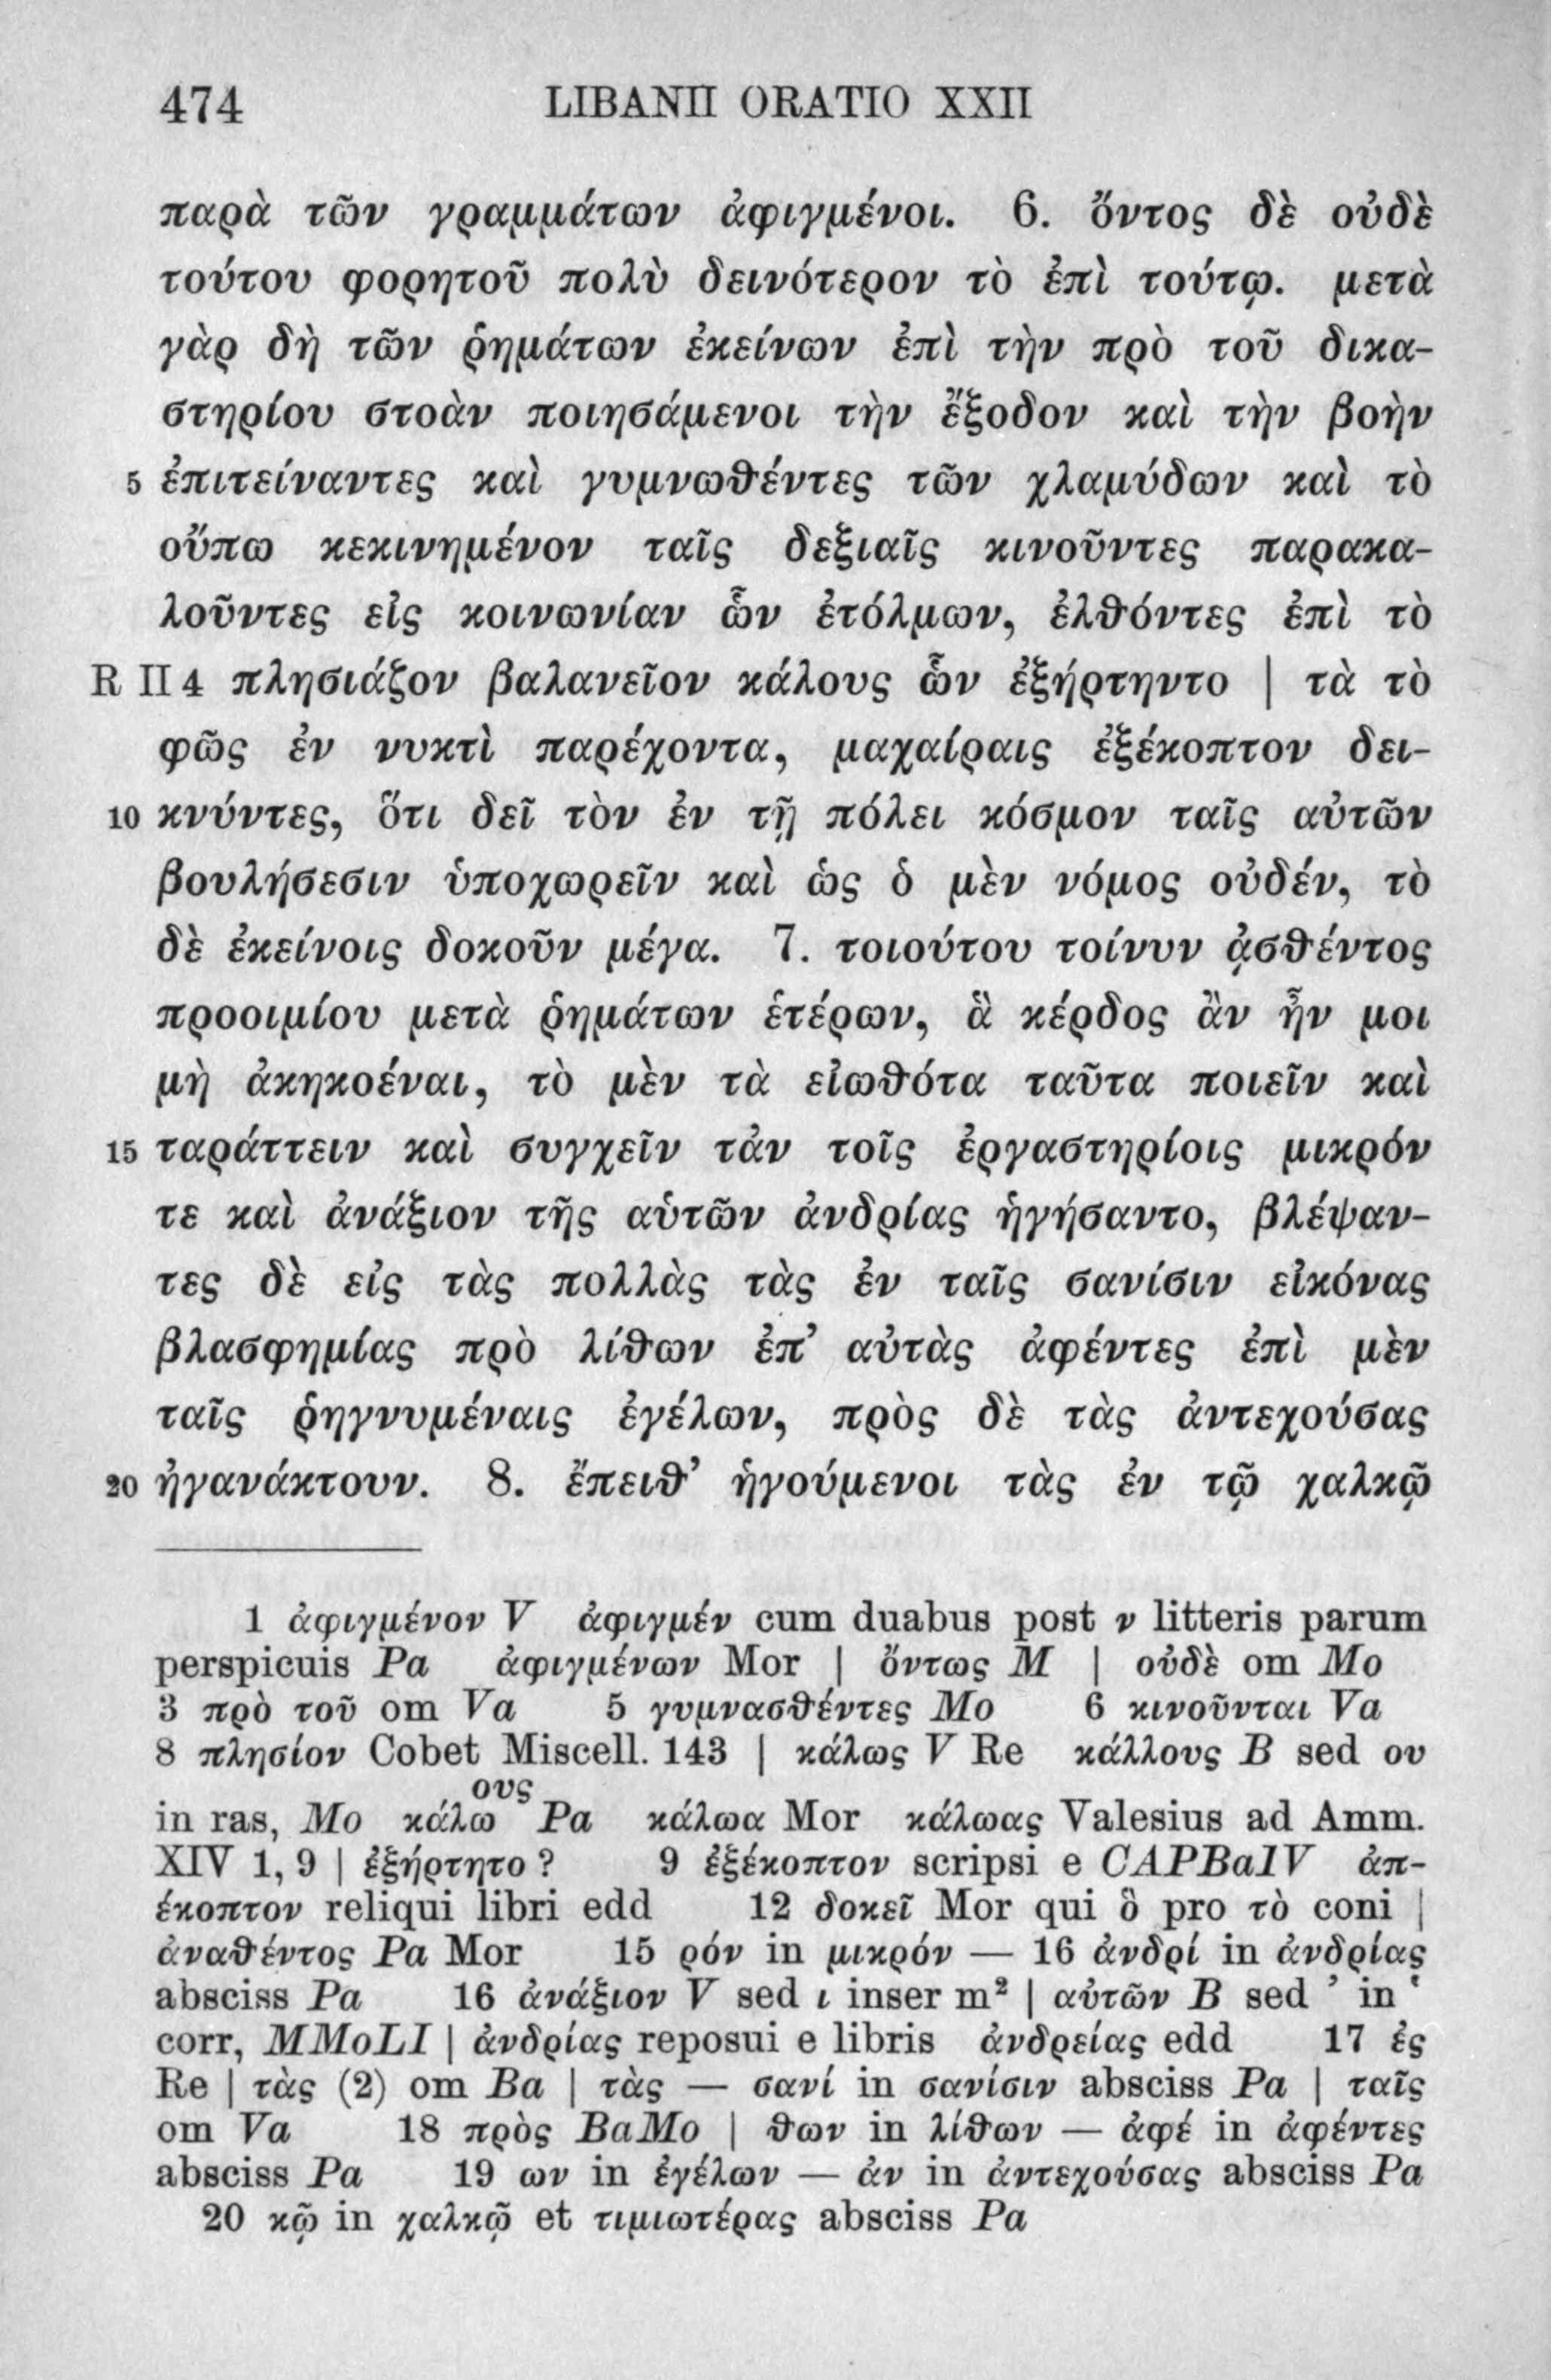 474 LIBANII ORATIO XXII
παρὰ τῶν γραμμάτων ἀφιγμένοι. 6. ὄντος δὲ οὐδὲ
τούτου φορητοῦ πολὺ δεινότερον τὸ ἐπὶ τούτῳ. μετὰ
γὰρ δὴ τῶν ῥημάτων ἐκείνων ἐπὶ τὴν πρὸ τοῦ δικα-
στηρίου στοὰν ποιησάμενοι τὴν ἔξοδον καὶ τὴν βοὴν
5 ἐπιτείναντες καὶ γυμνωθέντες τῶν χλαμύδων καὶ τὸ
οὔπω κεκινημένον ταῖς δεξιαῖς κινοῦντες παρακα-
λοῦντες εἰς κοινωνίαν ὧν ἐτόλμων, ἐλθόντες ἐπὶ τὸ
R II 4 πλησιάζον βαλανεῖον κάλους ὧν ἐξήρτηντο | τὰ τὸ
φῶς ἐν νυκτὶ παρέχοντα, μαχαίραις ἐξέκοπτον δει-
10 κνύντες, ὅτι δεῖ τὸν ἐν τῇ πόλει κόσμον ταῖς αὐτῶν
βουλήσεσιν ὑποχωρεῖν καὶ ὡς ὁ μὲν νόμος οὐδέν, τὸ
δὲ ἐκείνοις δοκοῦν μέγα. 7. τοιούτου τοίνυν ᾀσθέντος
προοιμίου μετὰ ῥημάτων ἑτέρων, ἃ κέρδος ἂν ἦν μοι
μὴ ἀκηκοέναι, τὸ μὲν τὰ εἰωθότα ταῦτα ποιεῖν καὶ
15 ταράττειν καὶ συγχεῖν τἀν τοῖς ἐργαστηρίοις μικρόν
τε καὶ ἀνάξιον τῆς αὑτῶν ἀνδρίας ἡγήσαντο, βλέψαν-
τες δὲ εἰς τὰς πολλὰς τὰς ἐν ταῖς σανίσιν εἰκόνας
βλασφημίας πρὸ λίθων ἐπ’ αὐτὰς ἀφέντες ἐπὶ μὲν
ταῖς ῥηγνυμέναις ἐγέλων, πρὸς δὲ τὰς ἀντεχούσας
20 ἠγανάκτουν. 8. ἔπειθ’ ἡγούμενοι τὰς ἐν τῷ χαλκῷ
1 ἀφιγμένον V ἀφιγμέν cum duabus post ν litteris parum
perspicuis Pa ἀφιγμένων Mor | ὄντως M | οὐδὲ om Mo
3 πρὸ τοῦ om Va 5 γυμνασθέντες Mo 6 κινοῦνται Va
8 πλησίον Cobet Miscell. 143 | κάλως V Re κάλλους B sed ου
in ras, Mo κάλω^ους Pa κάλωα Mor κάλωας Valesius ad Amm.
XIV 1, 9 | ἐξήρτητο? 9 ἐξέκοπτον scripsi e CAPBaIV ἀπ-
έκοπτον reliqui libri edd 12 δοκεῖ Mor qui ὃ pro τὸ coni |
ἀναθέντος Pa Mor 15 ρόν in μικρόν — 16 ἀνδρί in ἀνδρίας
absciss Pa 16 ἀνάξιον V sed ι inser m² | αὑτῶν B sed ’ in ‘
corr, MMoLI | ἀνδρίας reposui e libris ἀνδρείας edd 17 ἐς
Re | τὰς (2) om Ba | τὰς — σανί in σανίσιν absciss Pa | ταῖς
om Va 18 πρὸς BaMo | θων in λίθων — ἀφέ in ἀφέντες
absciss Pa 19 ων in ἐγέλων — ἀν in ἀντεχούσας absciss Pa
20 κῷ in χαλκῷ et τιμιωτέρας absciss Pa